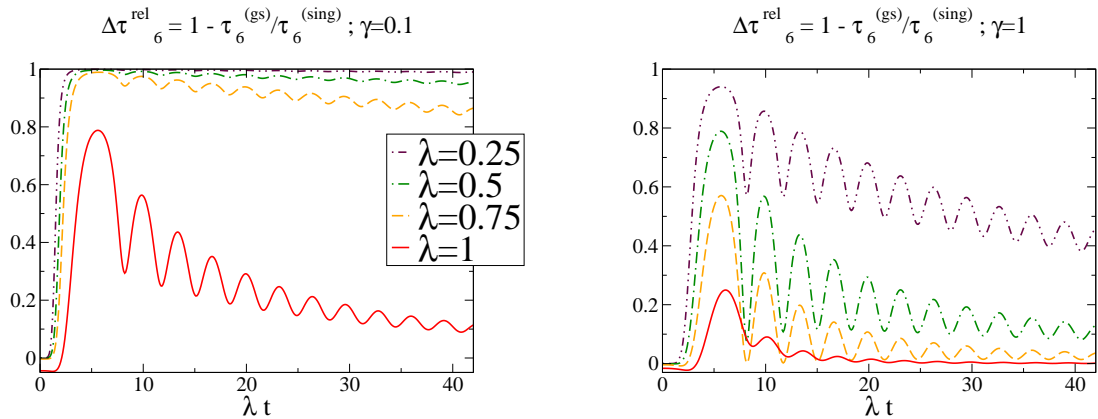 Δτ^rel_6 = 1 - τ_6^(gs)/τ_6^(sing) ; γ=0.1
1
0.8
0.6
0.4
0.2
0
0 10 20 30 40
λ t
λ=0.25
λ=0.5
λ=0.75
λ=1
Δτ^rel_6 = 1 - τ_6^(gs)/τ_6^(sing) ; γ=1
1
0.8
0.6
0.4
0.2
0
0 10 20 30 40
λ t